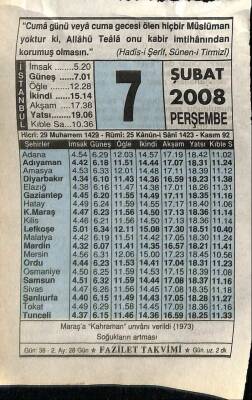 "Cumâ günü veyâ cuma gecesi ölen hiçbir Müslüman
yoktur ki, Allâhü Teâlâ onu kabir imtihânından
korumuş olmasın."
(Hadîs-i Şerîf, Sünen-i Tirmizî)
İSTANBUL
İmsak .......5.20
Güneş ......7.01
Öğle .......12.28
İkindi ......15.14
Akşam .....17.38
Yatsı.......19.06
Kıble Sa...10.36
7
ŞUBAT
2008
PERŞEMBE
Hicrî: 29 Muharrem 1429 - Rûmî: 25 Kânûn-i Sânî 1423 - Kasım 92
Şehirler İmsak Güneş Öğle İkindi Akşam Yatsı Kıble S
Adana 4.54 6.29 12.03 14.57 17.19 18.42 11.02
Adıyaman 4.42 6.18 11.51 14.44 17.07 18.31 11.24
Amasya 4.53 6.33 12.01 14.48 17.11 18.39 11.12
Diyarbakır 4.34 6.10 11.43 14.36 16.59 18.23 11.38
Elazığ 4.38 6.16 11.47 14.38 17.01 18.26 11.31
Gaziantep 4.45 6.20 11.55 14.49 17.11 18.35 11.16
Hatay 4.49 6.24 11.59 14.55 17.17 18.40 11.06
K.Maraş 4.47 6.23 11.56 14.50 17.13 18.36 11.14
Kilis 4.46 6.21 11.56 14.50 17.13 18.36 11.14
Lefkoşe 5.01 6.34 12.11 15.08 17.30 18.51 10.40
Malatya 4.42 6.19 11.51 14.42 17.05 18.30 11.24
Mardin 4.32 6.07 11.41 14.35 16.57 18.21 11.41
Mersin 4.56 6.31 12.06 15.00 17.23 18.45 10.56
Ordu 4.44 6.23 11.53 14.41 17.04 18.31 11.23
Osmaniye 4.50 6.25 11.59 14.53 17.15 18.39 11.08
Samsun 4.51 6.32 11.59 14.44 17.08 18.37 11.16
Sivas 4.47 6.26 11.56 14.45 17.08 18.35 11.18
Şanlıurfa 4.40 6.15 11.49 14.43 17.05 18.28 11.27
Tokat 4.49 6.29 11.58 14.45 17.09 18.36 11.16
Tunceli 4.37 6.15 11.46 14.36 16.59 18.25 11.33
Maraş'a "Kahraman" unvânı verildi (1973)
Soğukların artması
Gün: 38 - 2. Ay: 28 Gün ★ FAZİLET TAKVİMİ ★ Gün uz. 2 dk.